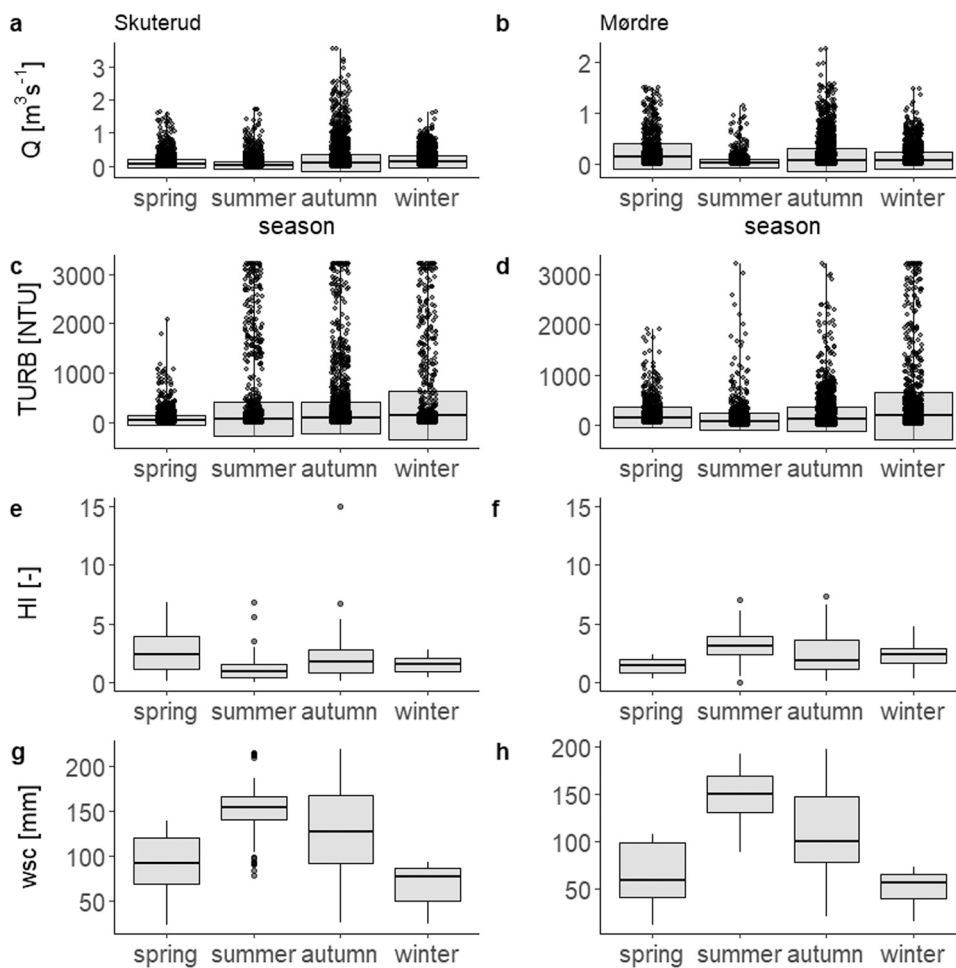 a Skuterud
Q [m³s⁻¹]
3
2
1
0
spring summer autumn winter
season
b Mørdre
2
1
0
spring summer autumn winter
season
c
TURB [NTU]
3000
2000
1000
0
spring summer autumn winter
d
3000
2000
1000
0
spring summer autumn winter
e
HI [-]
15
10
5
0
spring summer autumn winter
f
15
10
5
0
spring summer autumn winter
g
wsc [mm]
200
150
100
50
spring summer autumn winter
h
200
150
100
50
spring summer autumn winter